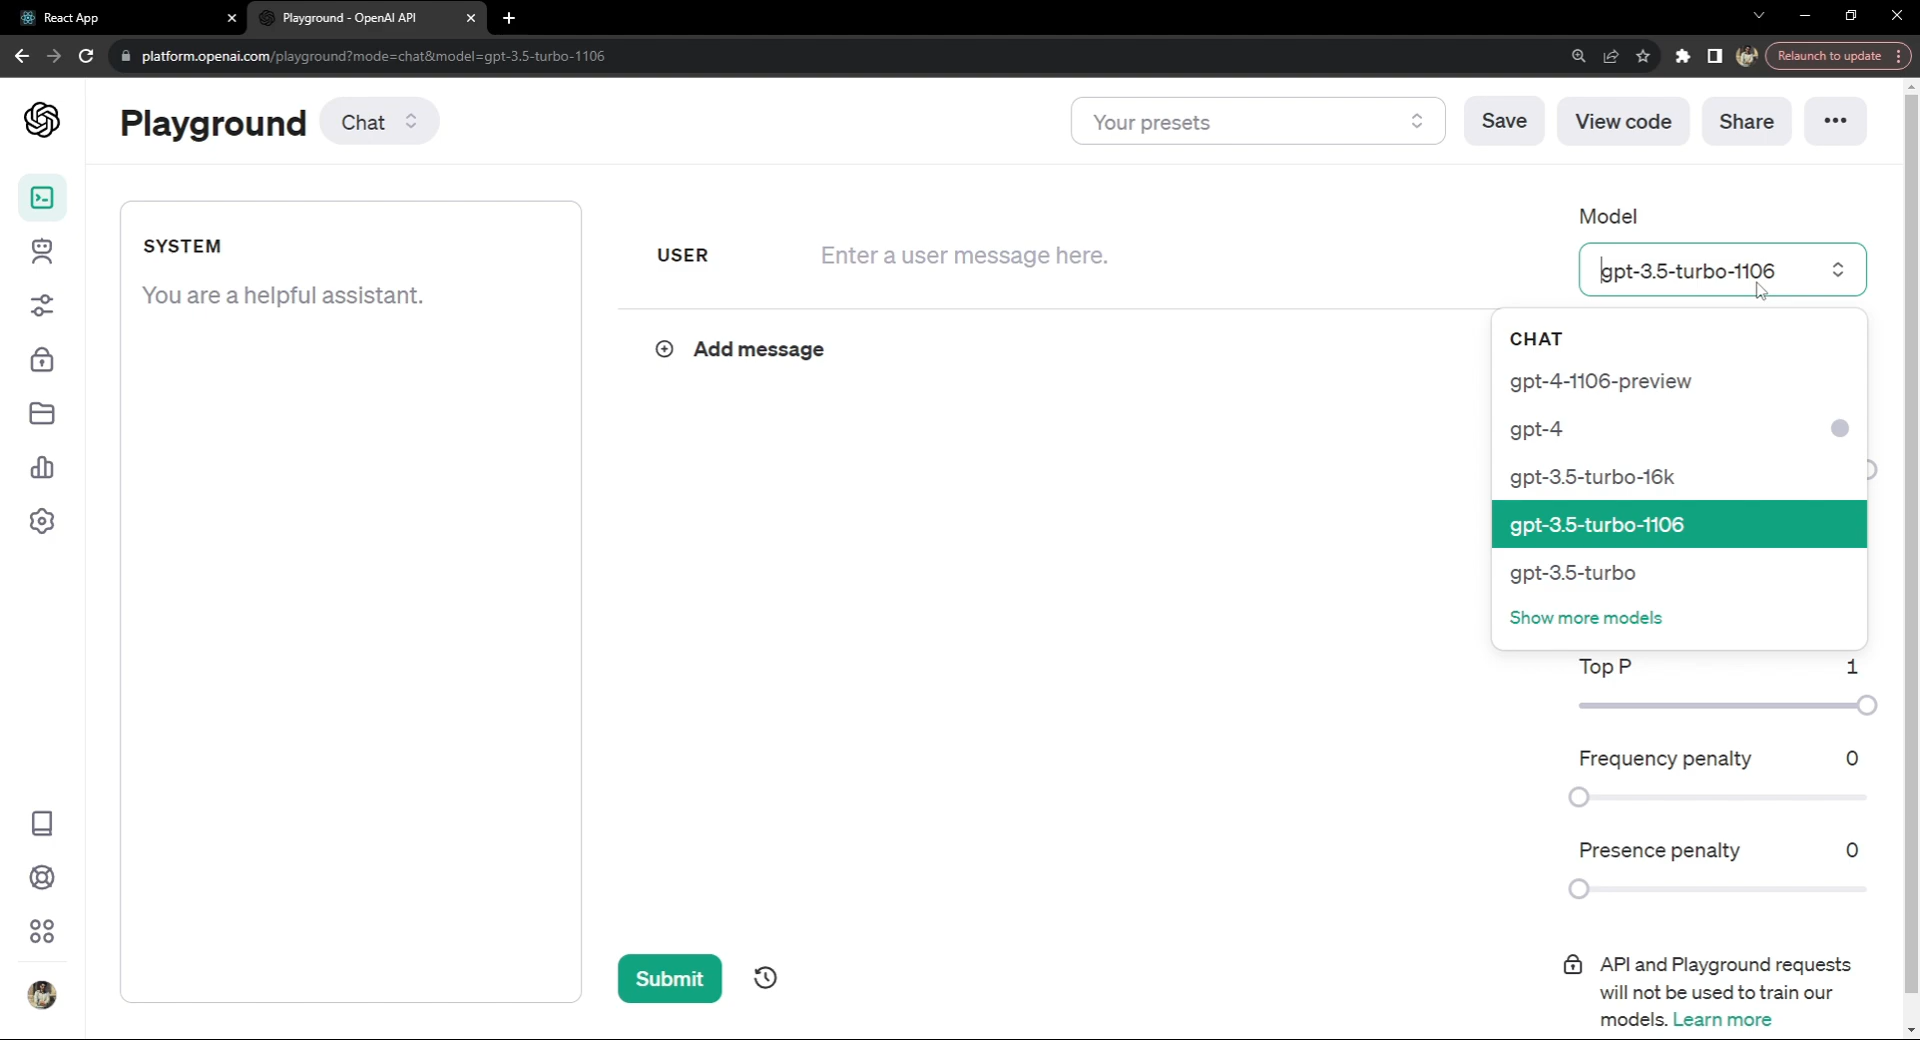 React App
Playground - OpenAI API
platform.openai.com/playground?mode=chat&model=gpt-3.5-turbo-1106
Relaunch to update
Playground
Chat
Your presets
Save
View code
Share
SYSTEM
You are a helpful assistant.
USER
Enter a user message here.
Add message
Submit
Model
gpt-3.5-turbo-1106
CHAT
gpt-4-1106-preview
gpt-4
gpt-3.5-turbo-16k
gpt-3.5-turbo-1106
gpt-3.5-turbo
Show more models
Top P 1
Frequency penalty 0
Presence penalty 0
API and Playground requests
will not be used to train our
models. Learn more